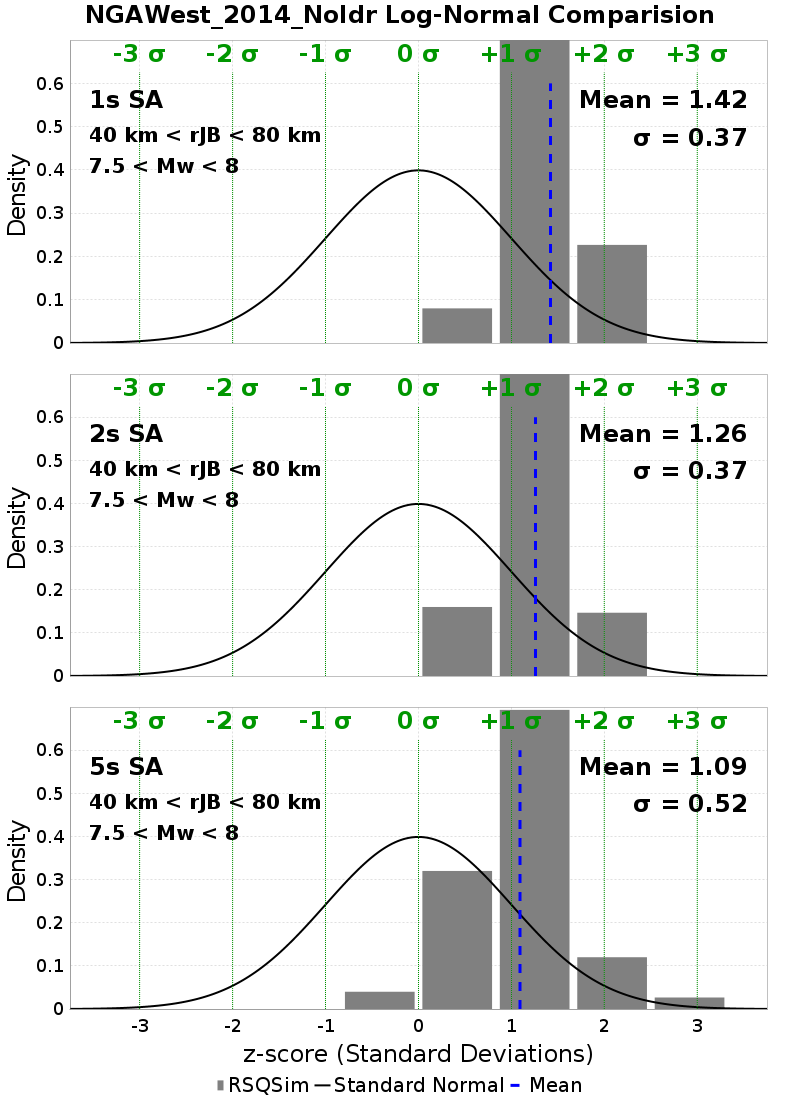 NGAWest_2014_NoIdr Log-Normal Comparision
-3 σ -2 σ -1 σ 0 σ +1 σ +2 σ +3 σ
1s SA
Mean = 1.42
40 km < rJB < 80 km
σ = 0.37
7.5 < Mw < 8
0.6
0.5
0.4
0.3
0.2
0.1
0
Density
-3 σ -2 σ -1 σ 0 σ +1 σ +2 σ +3 σ
2s SA
Mean = 1.26
40 km < rJB < 80 km
σ = 0.37
7.5 < Mw < 8
0.6
0.5
0.4
0.3
0.2
0.1
0
Density
-3 σ -2 σ -1 σ 0 σ +1 σ +2 σ +3 σ
5s SA
Mean = 1.09
40 km < rJB < 80 km
σ = 0.52
7.5 < Mw < 8
0.6
0.5
0.4
0.3
0.2
0.1
0
Density
-3 -2 -1 0 1 2 3
z-score (Standard Deviations)
RSQSim Standard Normal Mean